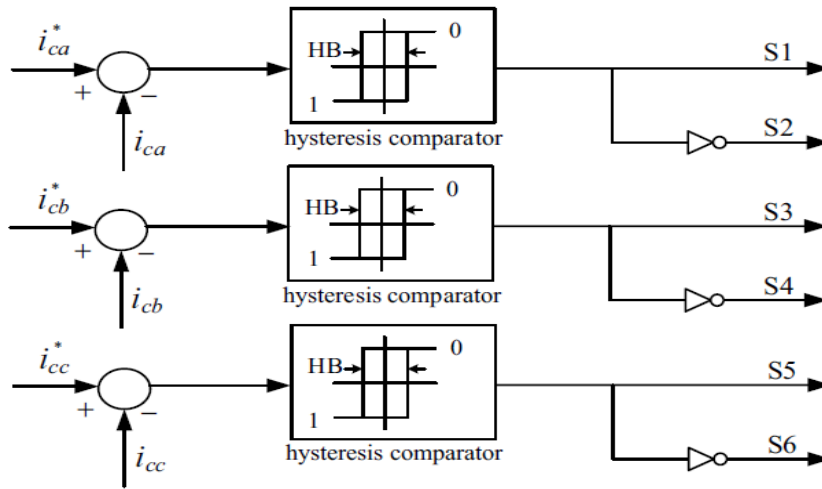 i*ca
+
−
ica
HB
0
1
hysteresis comparator
S1
S2
i*cb
+
−
icb
HB
0
1
hysteresis comparator
S3
S4
i*cc
+
−
icc
HB
0
1
hysteresis comparator
S5
S6